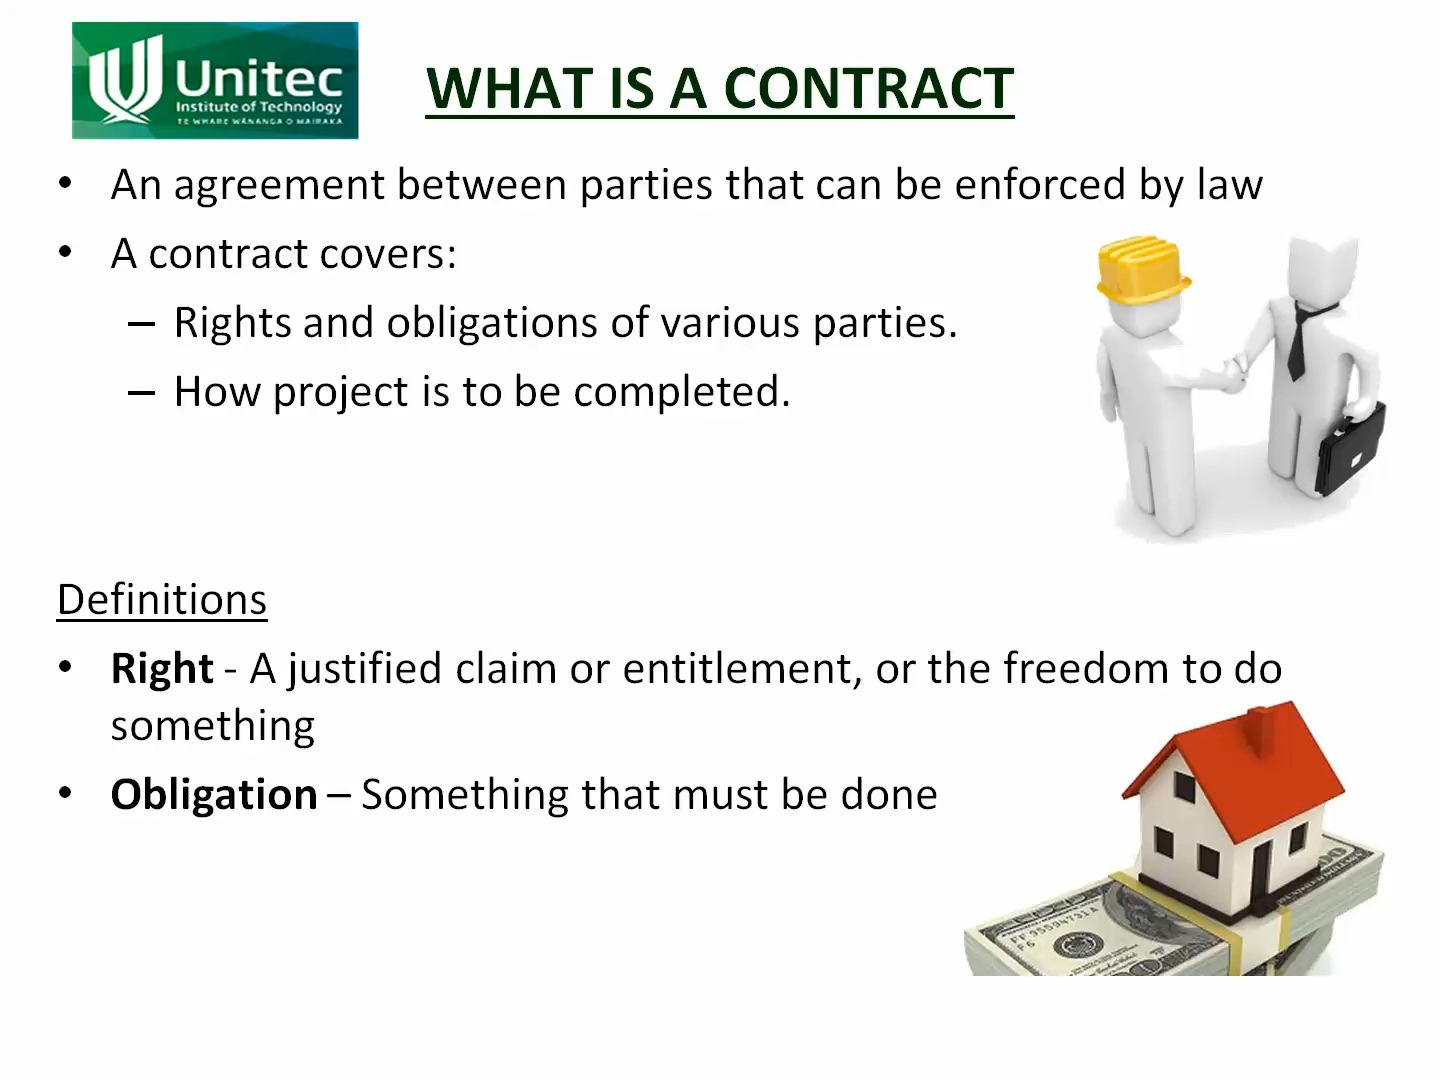 Unitec
Institute of Technology
TE WHARE WĀNANGA O WAIRAKA
WHAT IS A CONTRACT
• An agreement between parties that can be enforced by law
• A contract covers:
– Rights and obligations of various parties.
– How project is to be completed.
Definitions
• Right - A justified claim or entitlement, or the freedom to do
something
• Obligation – Something that must be done